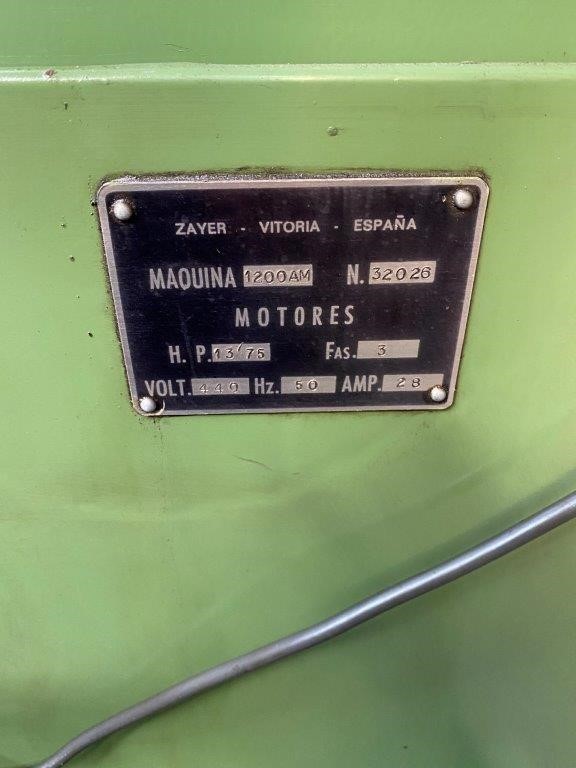 ZAYER - VITORIA - ESPAÑA
MAQUINA 1200AM N. 32026
MOTORES
H. P. 13'75 FAS. 3
VOLT. 440 Hz. 50 AMP. 28